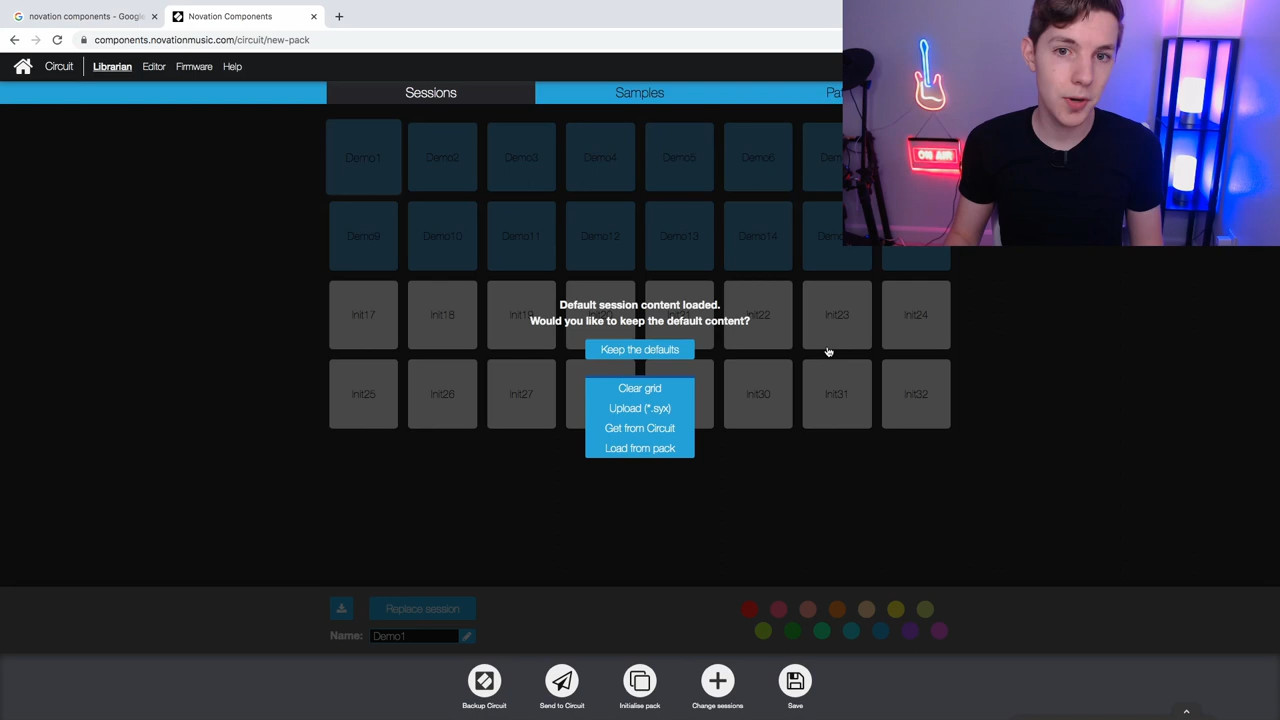 novation components - Google
Novation Components
components.novationmusic.com/circuit/new-pack
Circuit
Librarian
Editor
Firmware
Help
Sessions
Samples
ON AIR
Demo1
Demo2
Demo3
Demo4
Demo5
Demo6
Demo9
Demo10
Demo11
Demo12
Demo13
Demo14
Default session content loaded.
Init17
Init18
Init19
Init20
Init21
Init22
Init23
Init24
Would you like to keep the default content?
Keep the defaults
Clear grid
Init25
Init26
Init27
Init30
Init31
Init32
Upload (*.syx)
Get from Circuit
Load from pack
Replace session
Name:
Demo1
Backup Circuit
Send to Circuit
Initialise pack
Change sessions
Save